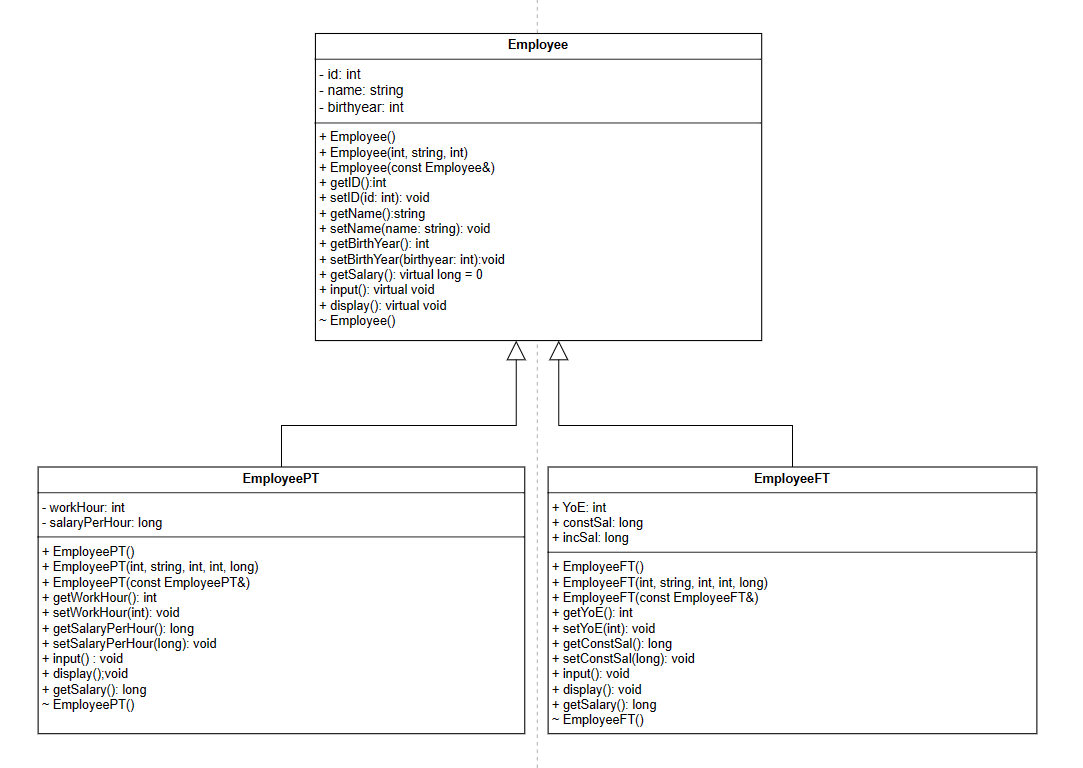 Employee
- id: int
- name: string
- birthyear: int
+ Employee()
+ Employee(int, string, int)
+ Employee(const Employee&)
+ getID():int
+ setID(id: int): void
+ getName():string
+ setName(name: string): void
+ getBirthYear(): int
+ setBirthYear(birthyear: int):void
+ getSalary(): virtual long = 0
+ input(): virtual void
+ display(): virtual void
~ Employee()
EmployeePT
- workHour: int
- salaryPerHour: long
+ EmployeePT()
+ EmployeePT(int, string, int, int, long)
+ EmployeePT(const EmployeePT&)
+ getWorkHour(): int
+ setWorkHour(int): void
+ getSalaryPerHour(): long
+ setSalaryPerHour(long): void
+ input() : void
+ display();void
+ getSalary(): long
~ EmployeePT()
EmployeeFT
+ YoE: int
+ constSal: long
+ incSal: long
+ EmployeeFT()
+ EmployeeFT(int, string, int, int, long)
+ EmployeeFT(const EmployeeFT&)
+ getYoE(): int
+ setYoE(int): void
+ getConstSal(): long
+ setConstSal(long): void
+ input(): void
+ display(): void
+ getSalary(): long
~ EmployeeFT()